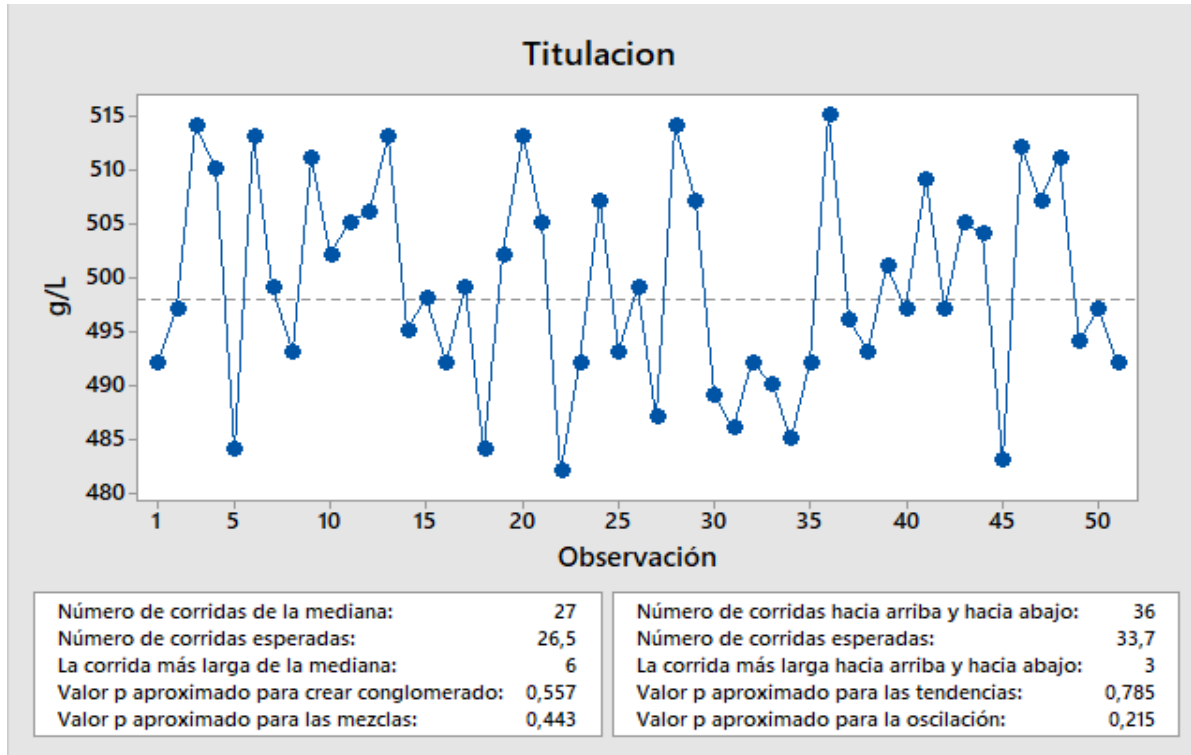 Titulacion
515
510
505
500
495
490
485
480
g/L
1 5 10 15 20 25 30 35 40 45 50
Observación
Número de corridas de la mediana: 27
Número de corridas esperadas: 26,5
La corrida más larga de la mediana: 6
Valor p aproximado para crear conglomerado: 0,557
Valor p aproximado para las mezclas: 0,443
Número de corridas hacia arriba y hacia abajo: 36
Número de corridas esperadas: 33,7
La corrida más larga hacia arriba y hacia abajo: 3
Valor p aproximado para las tendencias: 0,785
Valor p aproximado para la oscilación: 0,215